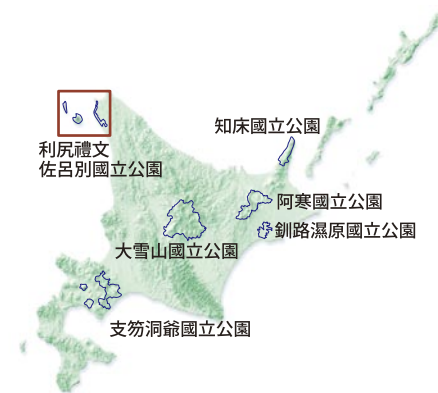 知床國立公園
利尻禮文
佐呂別國立公園
阿寒國立公園
釧路濕原國立公園
大雪山國立公園
支笏洞爺國立公園